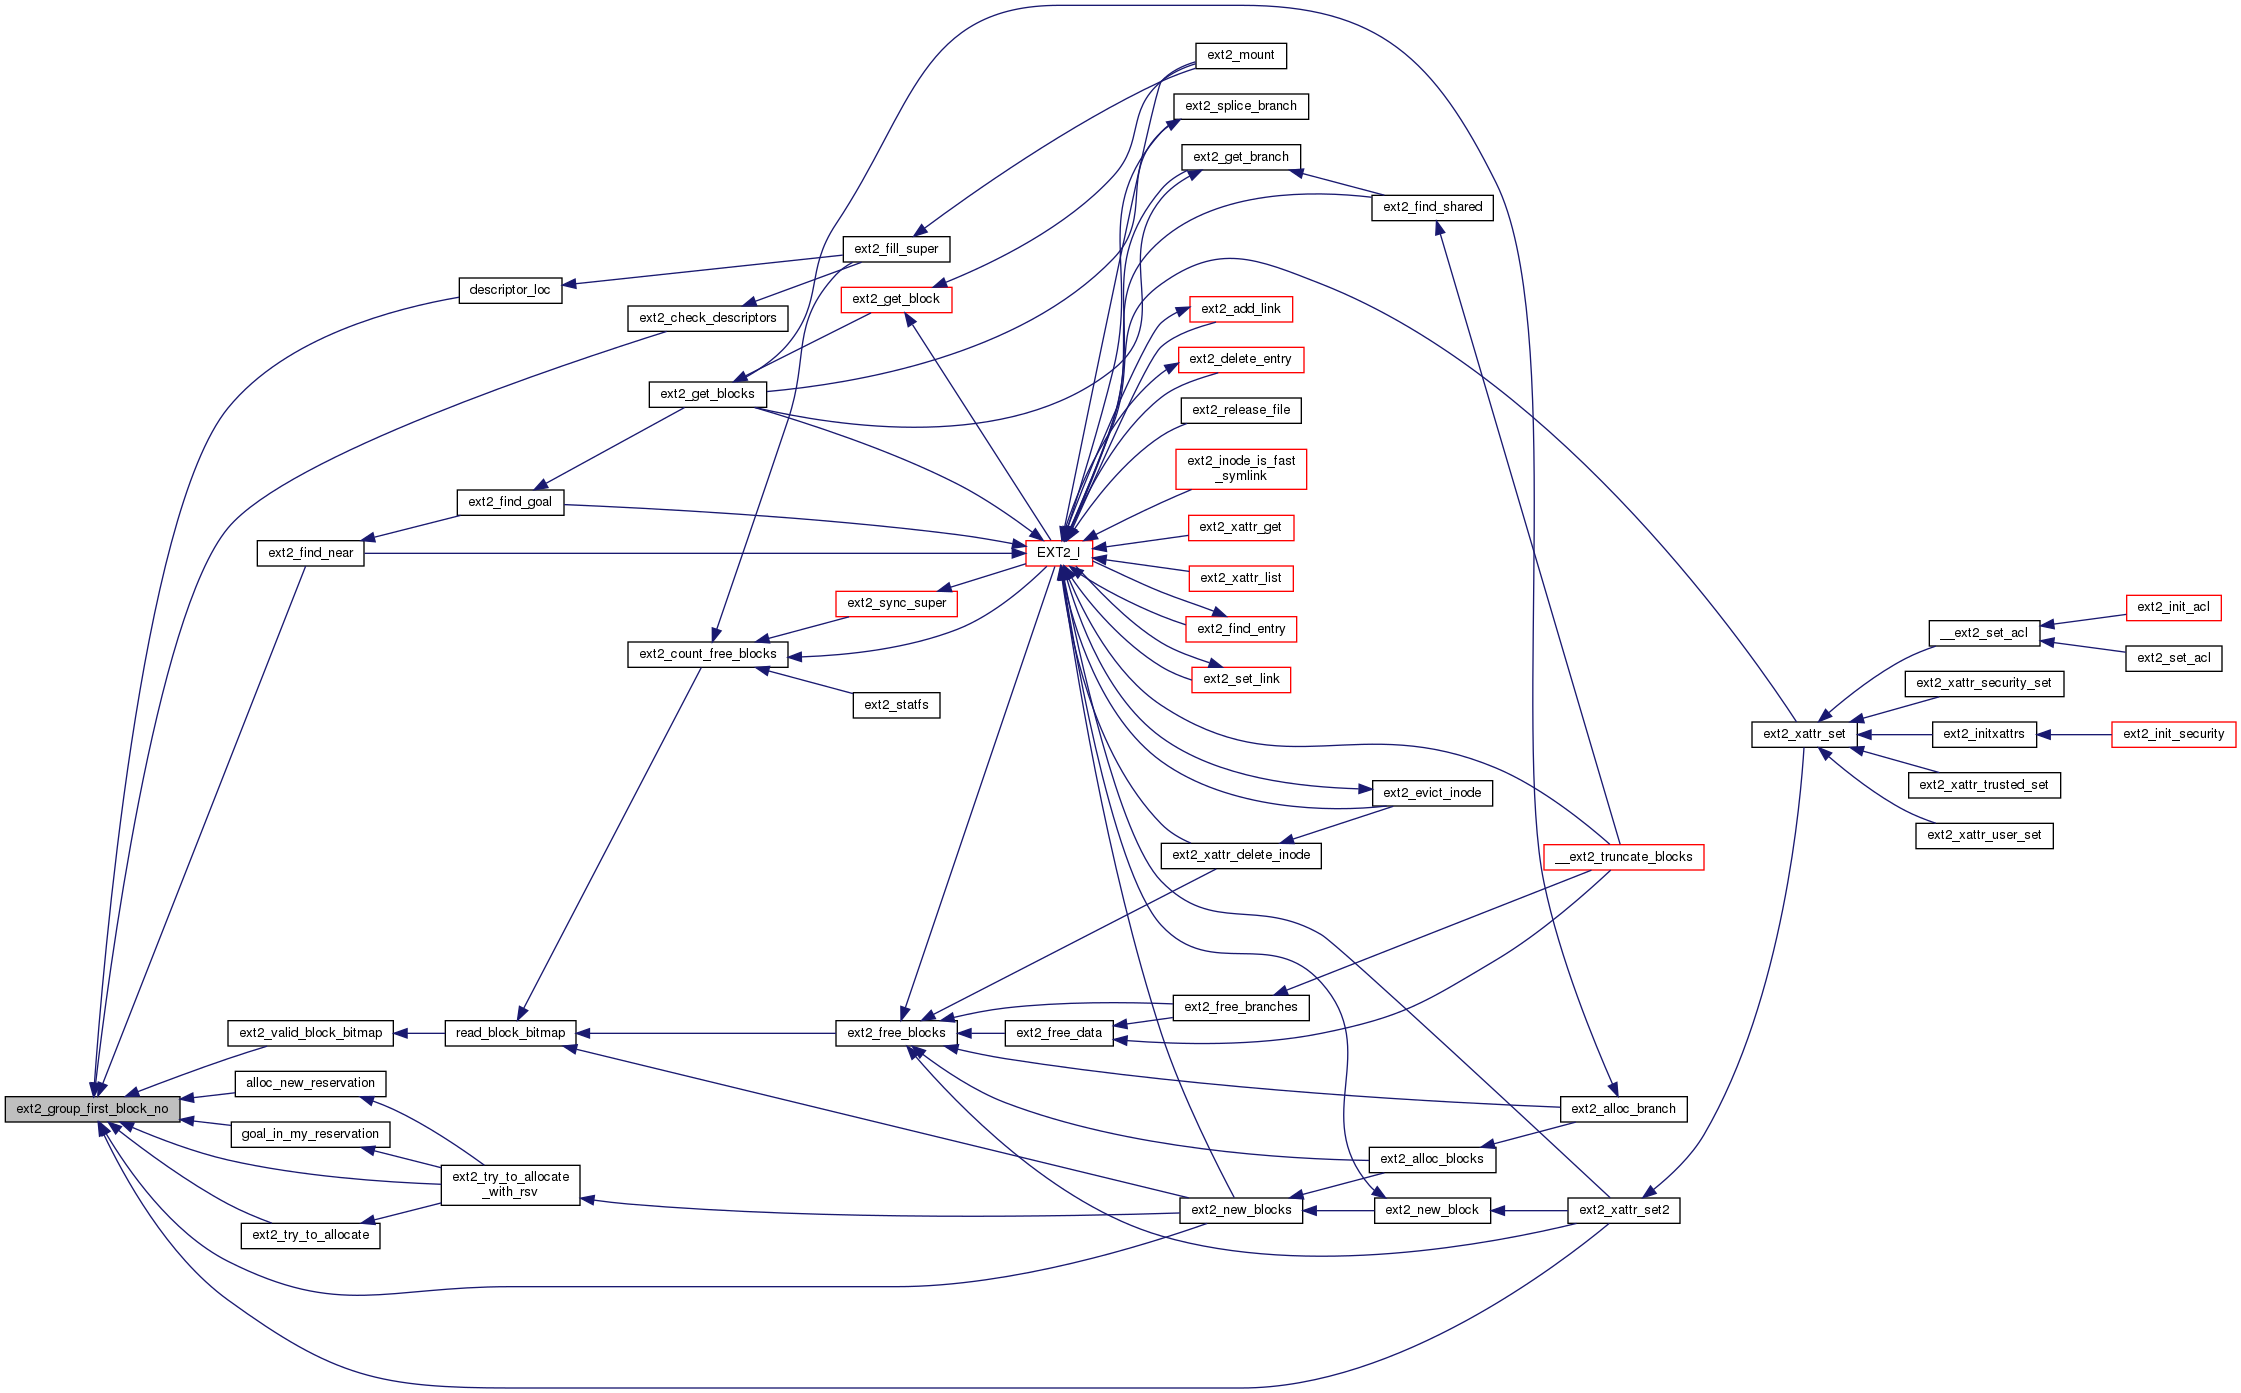 ext2_mount
ext2_splice_branch
ext2_get_branch
ext2_find_shared
ext2_fill_super
descriptor_loc
ext2_get_block
ext2_add_link
ext2_check_descriptors
ext2_delete_entry
ext2_get_blocks
ext2_release_file
ext2_inode_is_fast
_symlink
ext2_find_goal
ext2_xattr_get
ext2_find_near
EXT2_I
ext2_xattr_list
ext2_sync_super
ext2_init_acl
ext2_find_entry
__ext2_set_acl
ext2_count_free_blocks
ext2_set_acl
ext2_set_link
ext2_xattr_security_set
ext2_statfs
ext2_xattr_set
ext2_initxattrs
ext2_init_security
ext2_xattr_trusted_set
ext2_evict_inode
ext2_xattr_user_set
ext2_xattr_delete_inode
__ext2_truncate_blocks
ext2_free_branches
ext2_valid_block_bitmap
read_block_bitmap
ext2_free_blocks
ext2_free_data
alloc_new_reservation
ext2_group_first_block_no
ext2_alloc_branch
goal_in_my_reservation
ext2_alloc_blocks
ext2_try_to_allocate
_with_rsv
ext2_new_blocks
ext2_new_block
ext2_xattr_set2
ext2_try_to_allocate